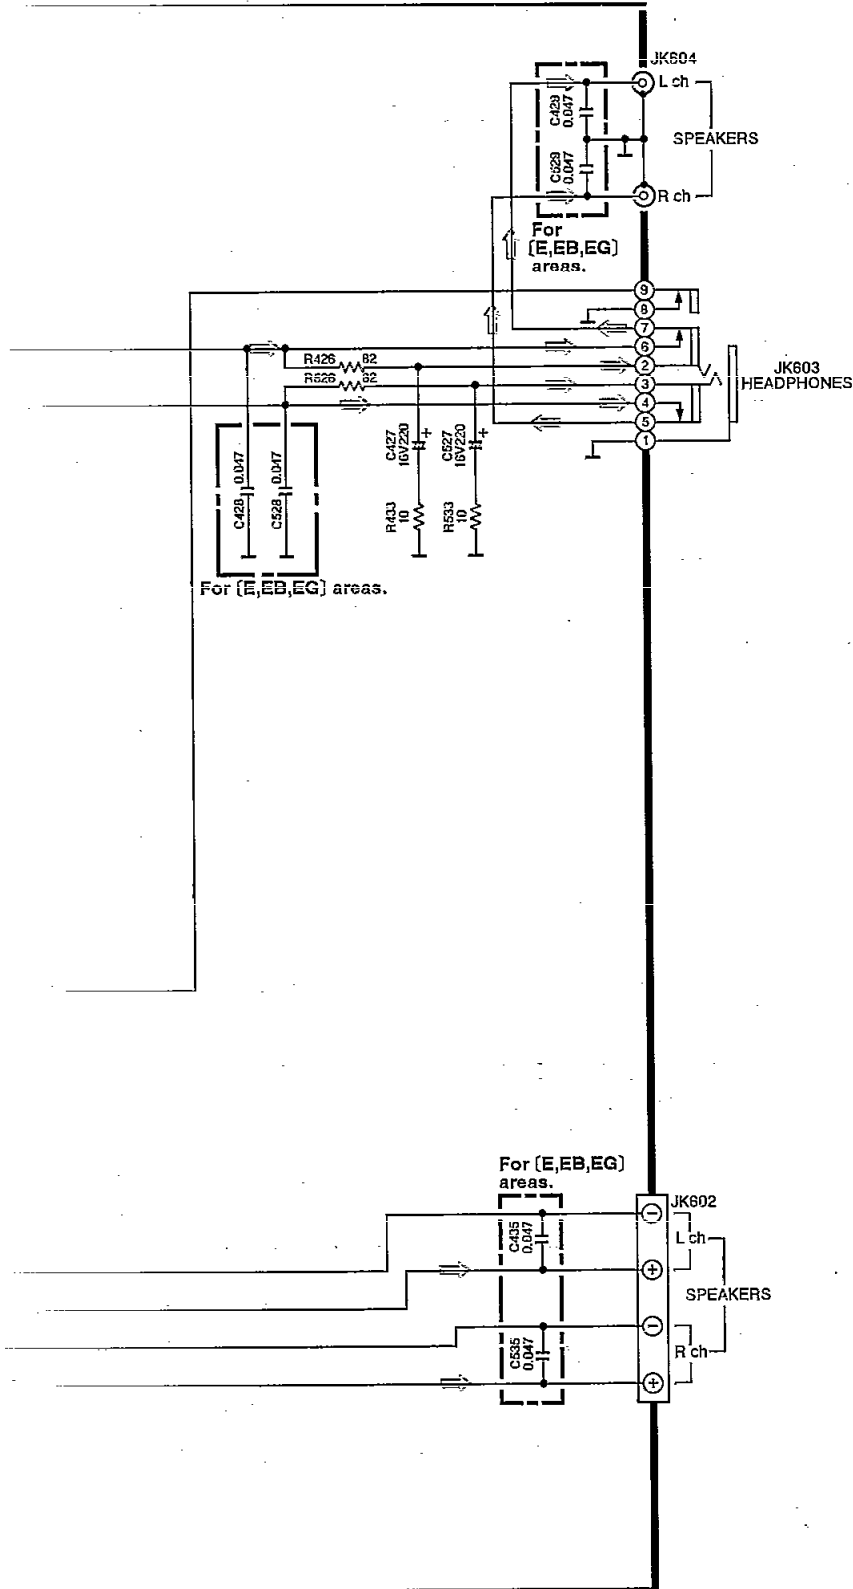 JK604
L ch
C429
0.047
SPEAKERS
C529
0.047
R ch
For
[E,EB,EG]
areas.
9
8
7
6
2
3
4
5
1
R426 82
R526 82
JK603
HEADPHONES
C427
16V220
+
C527
16V220
+
C428 0.047
C528 0.047
R433
10
R533
10
For [E,EB,EG] areas.
For [E,EB,EG]
areas.
JK602
−
C435
0.047
L ch
+
SPEAKERS
−
C535
0.047
R ch
+